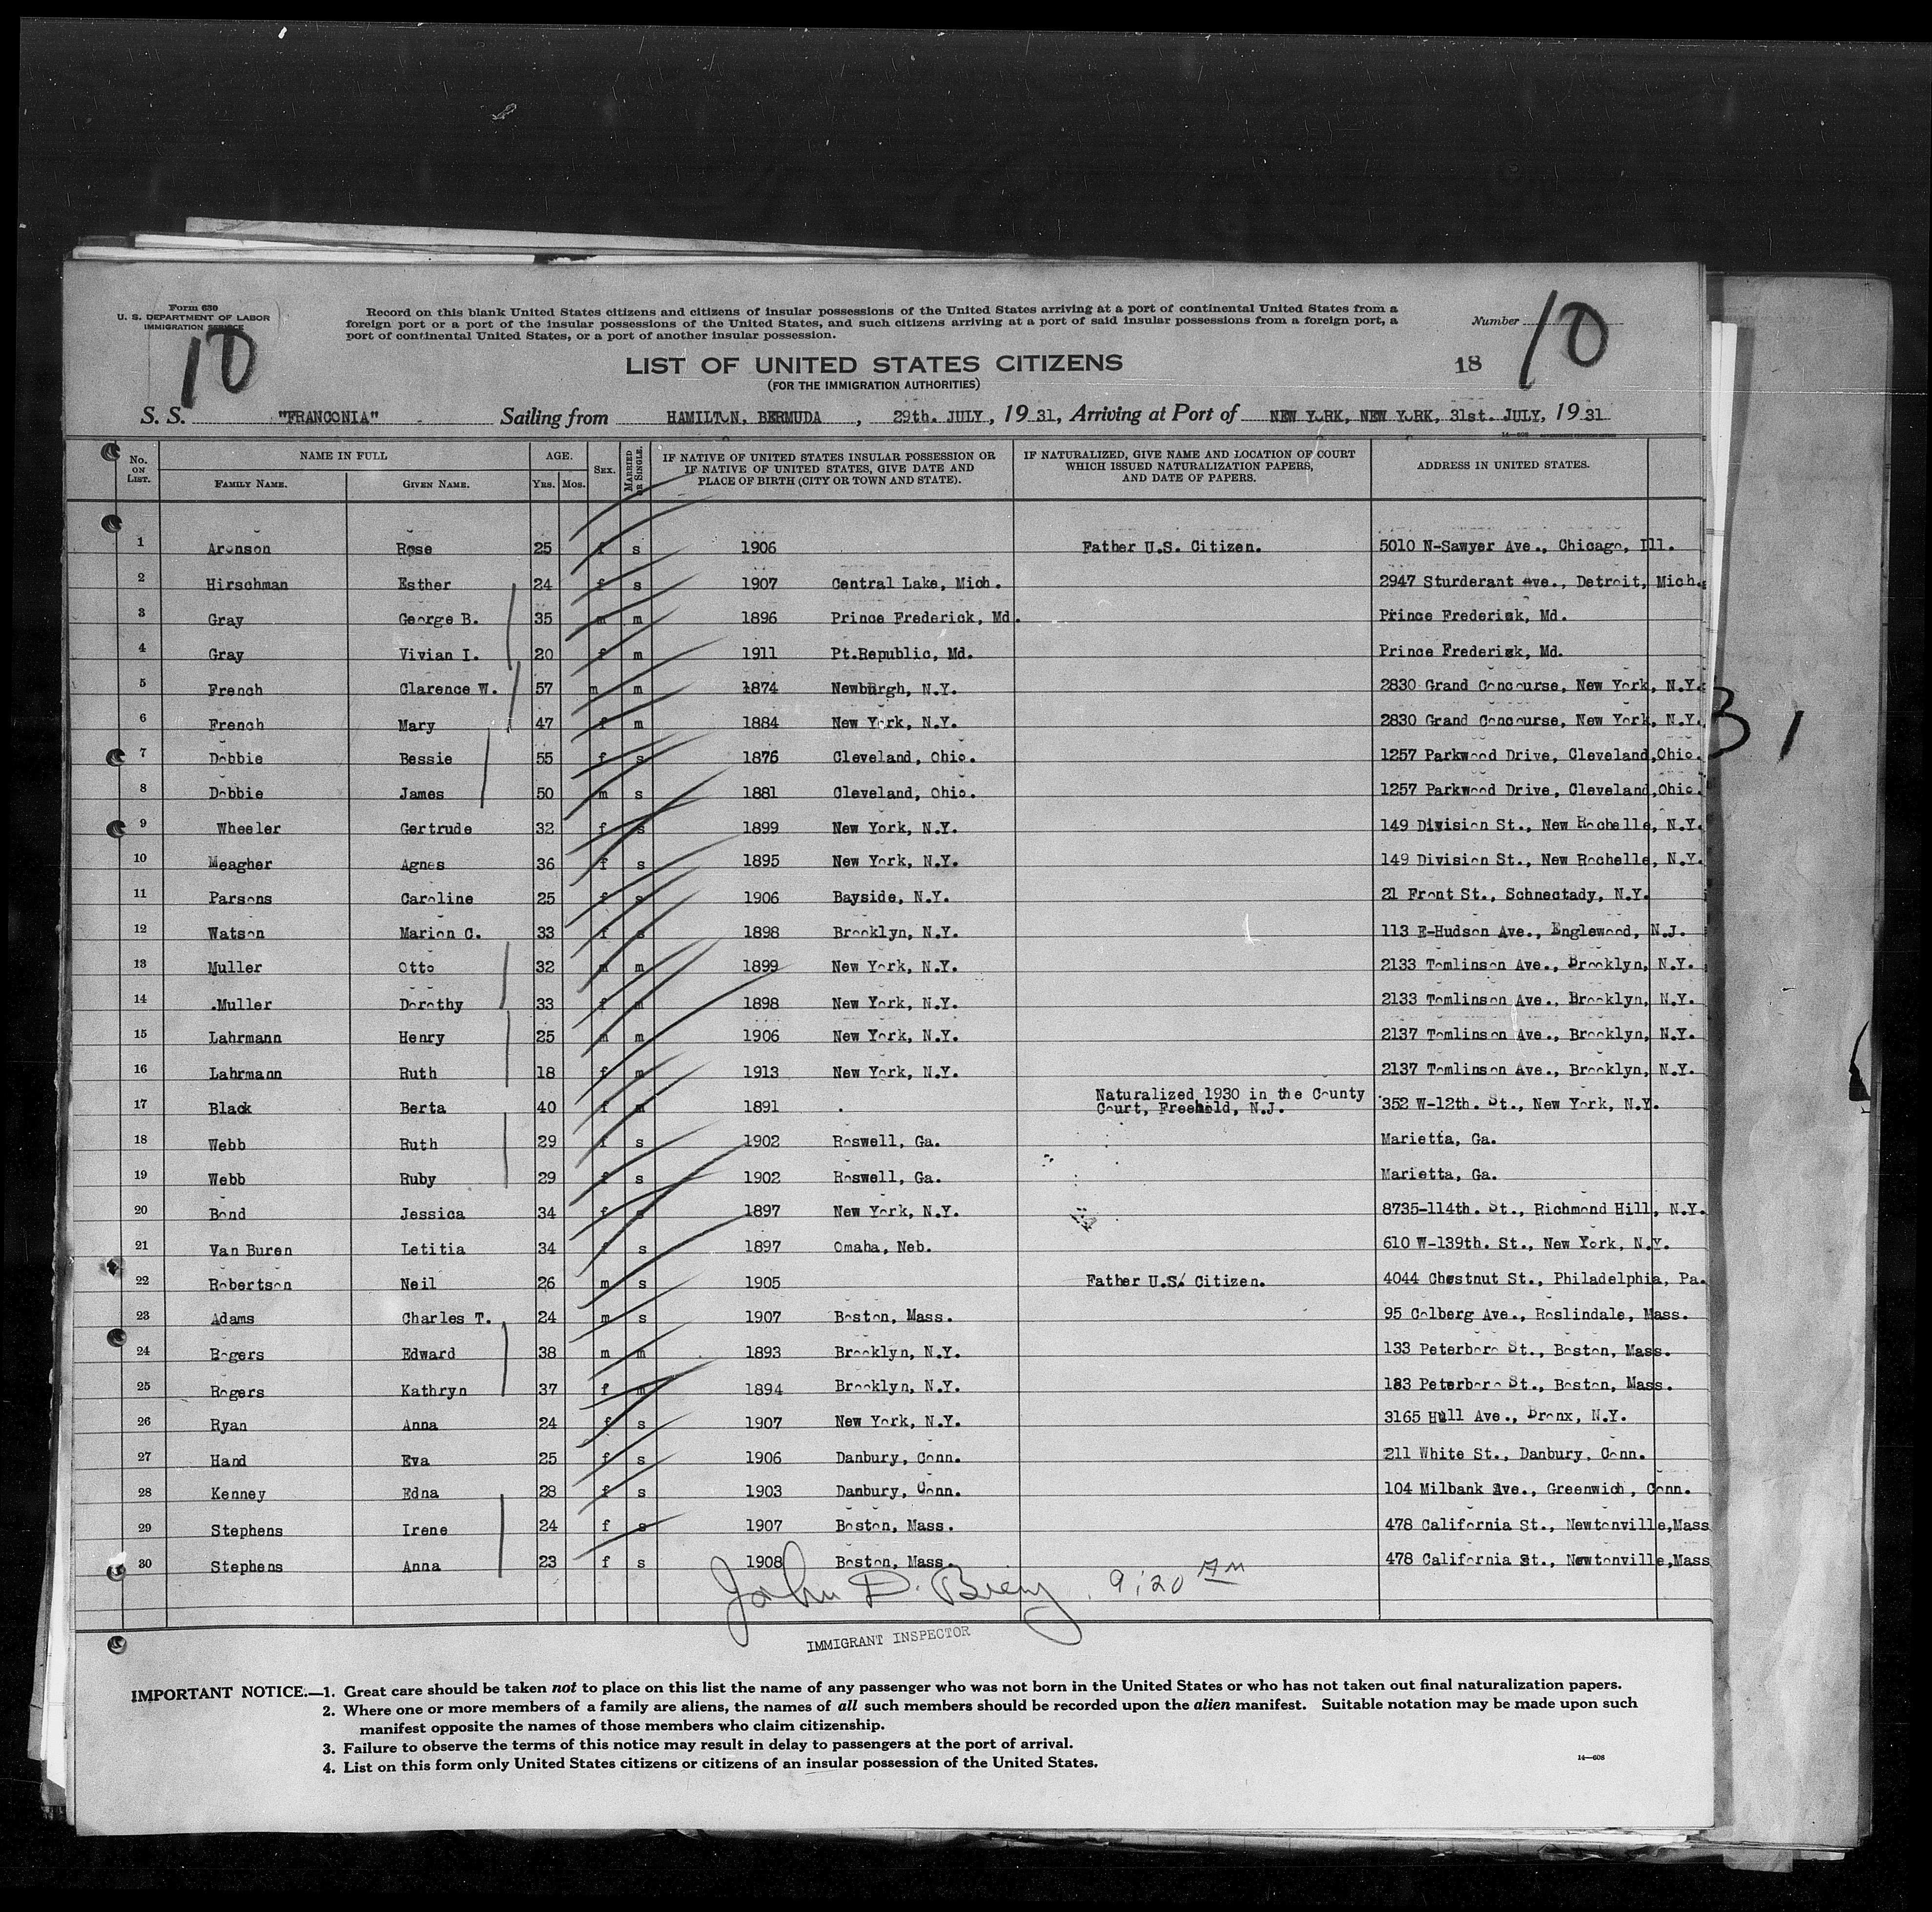 Form 630
U. S. DEPARTMENT OF LABOR
IMMIGRATION SERVICE
10
Record on this blank United States citizens and citizens of insular possessions of the United States arriving at a port of continental United States from a
foreign port or a port of the insular possessions of the United States, and such citizens arriving at a port of said insular possessions from a foreign port, a
port of continental United States, or a port of another insular possession.
Number 10
LIST OF UNITED STATES CITIZENS
(FOR THE IMMIGRATION AUTHORITIES)
18
S. S. "FRANCONIA" Sailing from HAMILTON, BERMUDA, 29th. JULY, 1931, Arriving at Port of NEW YORK, NEW YORK, 31st. JULY, 1931
No. ON LIST. NAME IN FULL FAMILY NAME. GIVEN NAME. AGE. YRS. MOS. SEX. MARRIED OR SINGLE. IF NATIVE OF UNITED STATES INSULAR POSSESSION OR IF NATIVE OF UNITED STATES, GIVE DATE AND PLACE OF BIRTH (CITY OR TOWN AND STATE). IF NATURALIZED, GIVE NAME AND LOCATION OF COURT WHICH ISSUED NATURALIZATION PAPERS, AND DATE OF PAPERS. ADDRESS IN UNITED STATES.
1 Aronson Rose 25 f s 1906 Father U.S. Citizen. 5010 N-Sawyer Ave., Chicago, Ill.
2 Hirschman Esther 24 f s 1907 Central Lake, Mich. 2947 Sturderant Ave., Detroit, Mich.
3 Gray George B. 35 m m 1896 Prince Frederick, Md. Prince Frederick, Md.
4 Gray Vivian I. 20 f m 1911 Pt.Republic, Md. Prince Frederick, Md.
5 French Clarence W. 57 m m 1874 Newburgh, N.Y. 2830 Grand Concourse, New York, N.Y.
6 French Mary 47 f m 1884 New York, N.Y. 2830 Grand Concourse, New York, N.Y.
7 Dobbie Bessie 55 f s 1876 Cleveland, Ohio. 1257 Parkwood Drive, Cleveland,Ohio.
8 Dobbie James 50 m s 1881 Cleveland, Ohio. 1257 Parkwood Drive, Cleveland,Ohio.
9 Wheeler Gertrude 32 f s 1899 New York, N.Y. 149 Division St., New Rochelle, N.Y.
10 Meagher Agnes 36 f s 1895 New York, N.Y. 149 Division St., New Rochelle, N.Y.
11 Parsons Caroline 25 f s 1906 Bayside, N.Y. 21 Front St., Schnectady, N.Y.
12 Watson Marion C. 33 f s 1898 Brooklyn, N.Y. 113 E-Hudson Ave., Englewood, N.J.
13 Muller Otto 32 m m 1899 New York, N.Y. 2133 Tomlinson Ave., Brooklyn, N.Y.
14 .Muller Dorothy 33 f m 1898 New York, N.Y. 2133 Tomlinson Ave., Brooklyn, N.Y.
15 Lahrmann Henry 25 m m 1906 New York, N.Y. 2137 Tomlinson Ave., Brooklyn, N.Y.
16 Lahrmann Ruth 18 f m 1913 New York, N.Y. 2137 Tomlinson Ave., Brooklyn, N.Y.
17 Black Berta 40 f m 1891 . Naturalized 1930 in the County Court, Freehold, N.J. 352 W-12th. St., New York, N.Y.
18 Webb Ruth 29 f s 1902 Roswell, Ga. Marietta, Ga.
19 Webb Ruby 29 f s 1902 Roswell, Ga. Marietta, Ga.
20 Bond Jessica 34 f s 1897 New York, N.Y. 8735-114th. St., Richmond Hill, N.Y.
21 Van Buren Letitia 34 f s 1897 Omaha, Neb. 610 W-139th. St., New York, N.Y.
22 Robertson Neil 26 m s 1905 Father U.S. Citizen. 4044 Chestnut St., Philadelphia, Pa.
23 Adams Charles T. 24 m s 1907 Boston, Mass. 95 Colberg Ave., Roslindale, Mass.
24 Rogers Edward 38 m m 1893 Brooklyn, N.Y. 133 Peterboro St., Boston, Mass.
25 Rogers Kathryn 37 f m 1894 Brooklyn, N.Y. 183 Peterboro St., Boston, Mass.
26 Ryan Anna 24 f s 1907 New York, N.Y. 3165 Hull Ave., Bronx, N.Y.
27 Hand Eva 25 f s 1906 Danbury, Conn. 211 White St., Danbury, Conn.
28 Kenney Edna 28 f s 1903 Danbury, Conn. 104 Milbank Ave., Greenwich, Conn.
29 Stephens Irene 24 f s 1907 Boston, Mass. 478 California St., Newtonville,Mass
30 Stephens Anna 23 f s 1908 Boston, Mass. 478 California St., Newtonville,Mass
31
John D. 9:20 AM
IMMIGRANT INSPECTOR
IMPORTANT NOTICE.—1. Great care should be taken not to place on this list the name of any passenger who was not born in the United States or who has not taken out final naturalization papers.
2. Where one or more members of a family are aliens, the names of all such members should be recorded upon the alien manifest. Suitable notation may be made upon such
manifest opposite the names of those members who claim citizenship.
3. Failure to observe the terms of this notice may result in delay to passengers at the port of arrival.
4. List on this form only United States citizens or citizens of an insular possession of the United States.
14—608